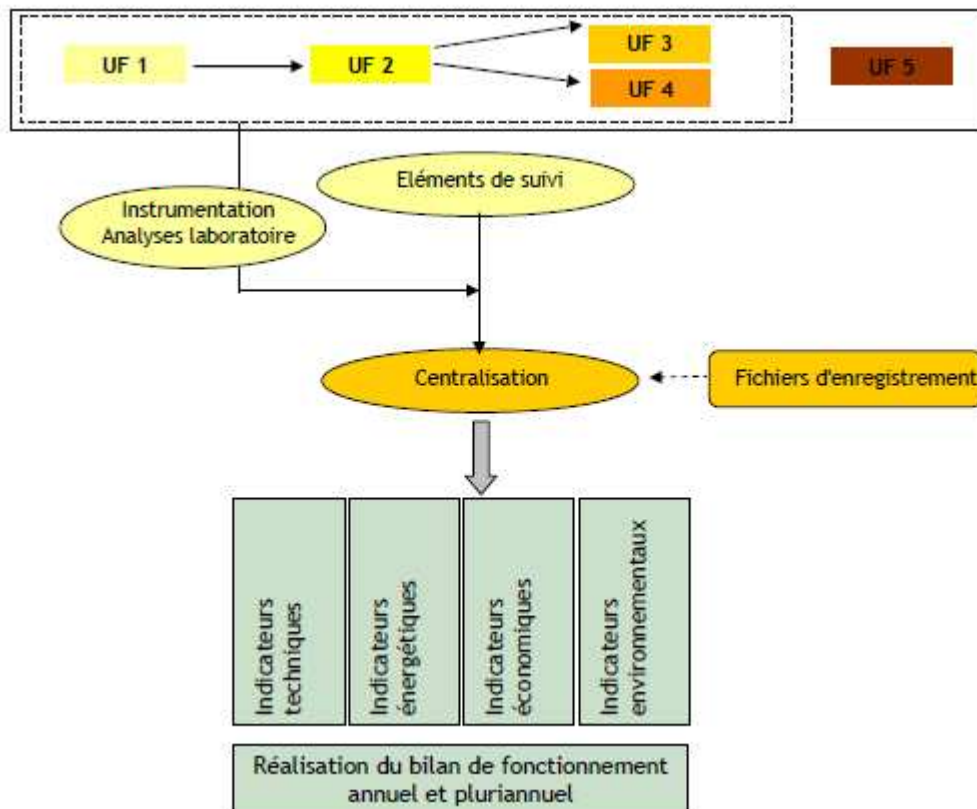 UF 1
UF 2
UF 3
UF 4
UF 5
Eléments de suivi
Instrumentation
Analyses laboratoire
Centralisation
Fichiers d'enregistrement
Indicateurs
techniques
Indicateurs
énergétiques
Indicateurs
économiques
Indicateurs
environnementaux
Réalisation du bilan de fonctionnement
annuel et pluriannuel